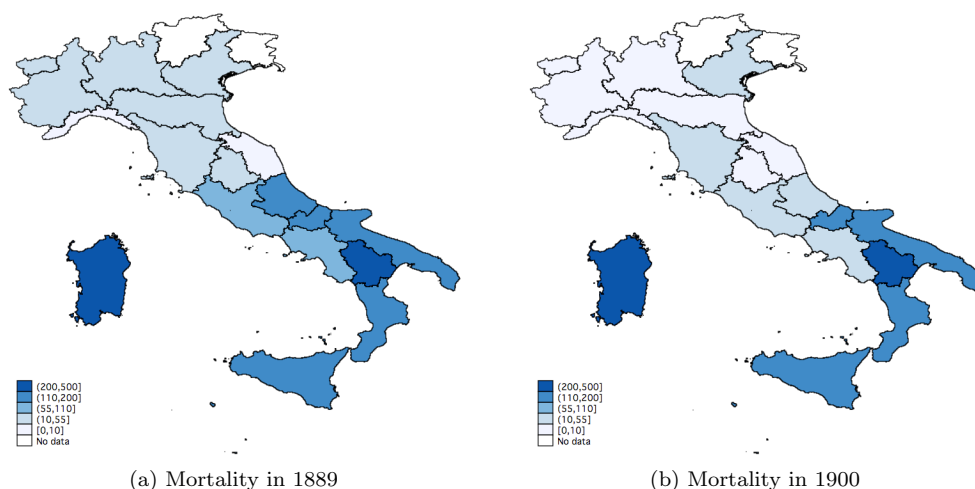 (200,500]
(110,200]
(55,110]
(10,55]
[0,10]
No data
(a) Mortality in 1889
(200,500]
(110,200]
(55,110]
(10,55]
[0,10]
No data
(b) Mortality in 1900